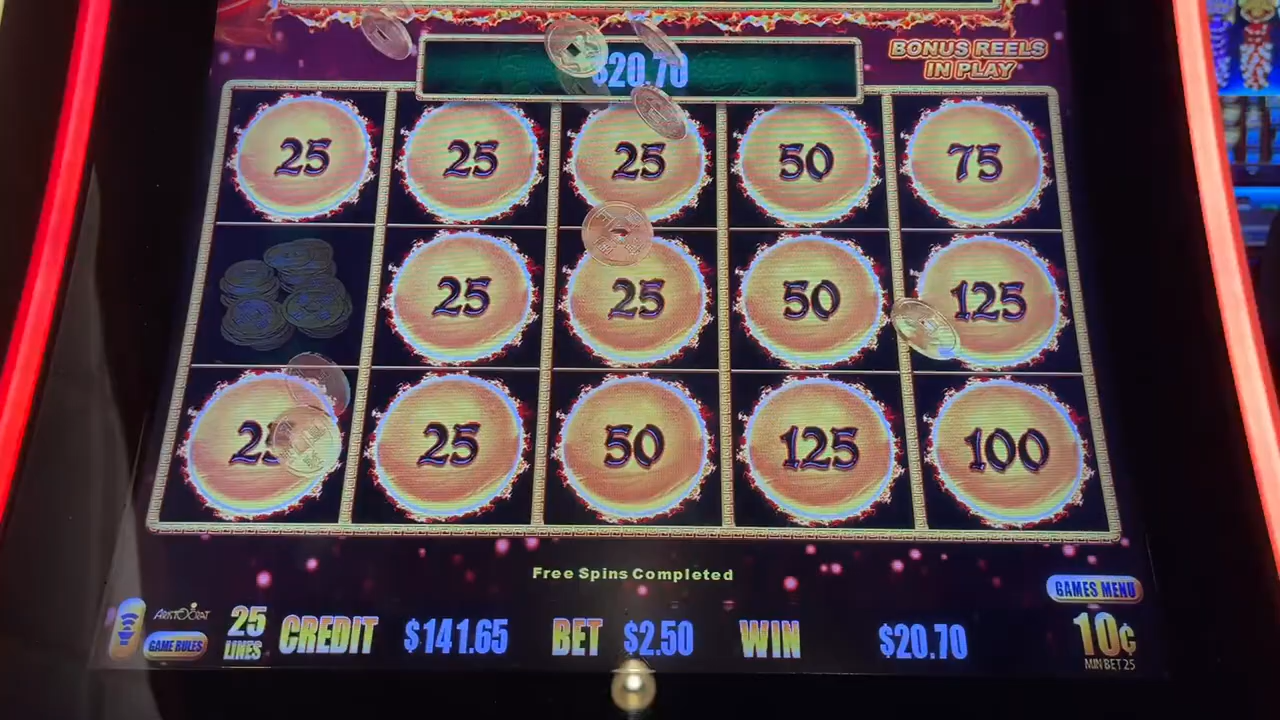 $20.70
BONUS REELS
IN PLAY
25 25 25 50 75
25 25 50 125
25 25 50 125 100
Free Spins Completed
GAMES MENU
ARISTOCRAT
GAME RULES
25
LINES
CREDIT $141.65 BET $2.50 WIN $20.70
10¢
MIN BET 25